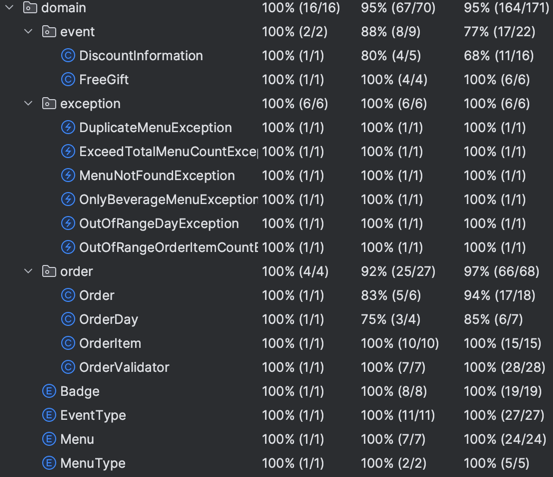 domain 100% (16/16) 95% (67/70) 95% (164/171)
event 100% (2/2) 88% (8/9) 77% (17/22)
DiscountInformation 100% (1/1) 80% (4/5) 68% (11/16)
FreeGift 100% (1/1) 100% (4/4) 100% (6/6)
exception 100% (6/6) 100% (6/6) 100% (6/6)
DuplicateMenuException 100% (1/1) 100% (1/1) 100% (1/1)
ExceedTotalMenuCountExce 100% (1/1) 100% (1/1) 100% (1/1)
MenuNotFoundException 100% (1/1) 100% (1/1) 100% (1/1)
OnlyBeverageMenuException 100% (1/1) 100% (1/1) 100% (1/1)
OutOfRangeDayException 100% (1/1) 100% (1/1) 100% (1/1)
OutOfRangeOrderItemCountE 100% (1/1) 100% (1/1) 100% (1/1)
order 100% (4/4) 92% (25/27) 97% (66/68)
Order 100% (1/1) 83% (5/6) 94% (17/18)
OrderDay 100% (1/1) 75% (3/4) 85% (6/7)
OrderItem 100% (1/1) 100% (10/10) 100% (15/15)
OrderValidator 100% (1/1) 100% (7/7) 100% (28/28)
Badge 100% (1/1) 100% (8/8) 100% (19/19)
EventType 100% (1/1) 100% (11/11) 100% (27/27)
Menu 100% (1/1) 100% (7/7) 100% (24/24)
MenuType 100% (1/1) 100% (2/2) 100% (5/5)